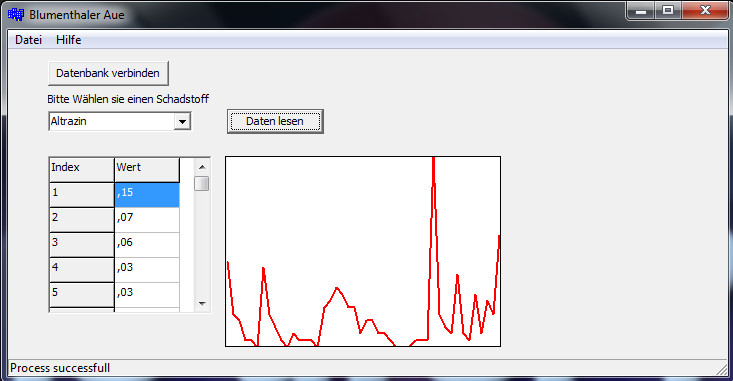 Blumenthaler Aue
Datei Hilfe
Datenbank verbinden
Bitte Wählen sie einen Schadstoff
Altrazin Daten lesen
Index Wert
1 ,15
2 ,07
3 ,06
4 ,03
5 ,03
Process successfull